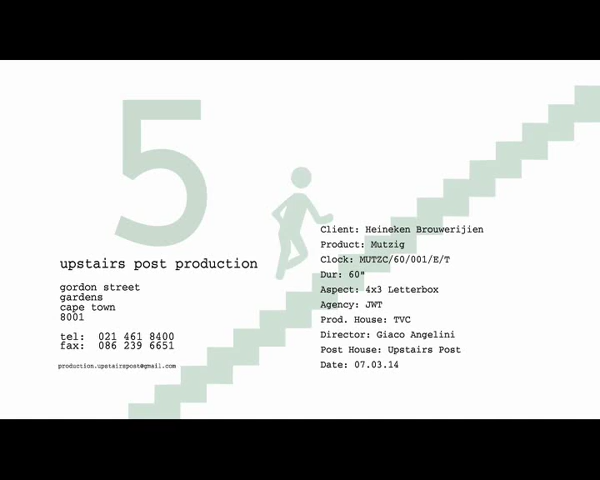 5
upstairs post production
gordon street
gardens
cape town
8001
tel: 021 461 8400
fax: 086 239 6651
production.upstairspost@gmail.com
Client: Heineken Brouwerijien
Product: Mutzig
Clock: MUTZC/60/001/E/T
Dur: 60"
Aspect: 4x3 Letterbox
Agency: JWT
Prod. House: TVC
Director: Giaco Angelini
Post House: Upstairs Post
Date: 07.03.14